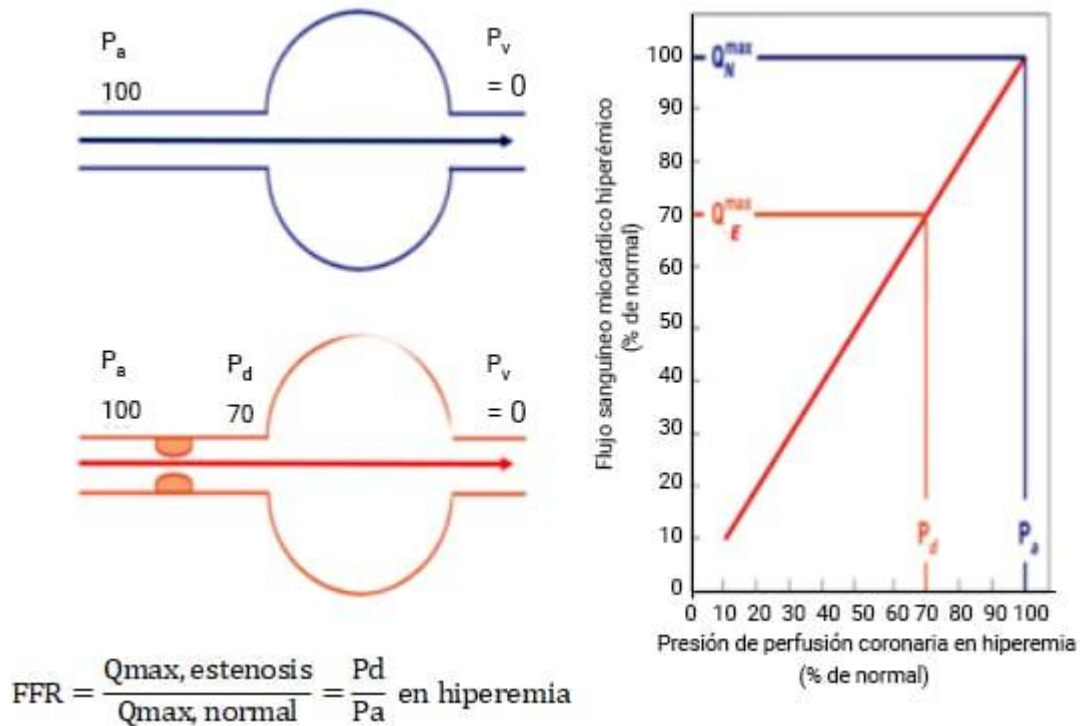 Pa
100
Pv
= 0
Pa
100
Pd
70
Pv
= 0
FFR = Qmax, estenosis / Qmax, normal = Pd / Pa en hiperemia
Flujo sanguíneo miocárdico hiperémico
(% de normal)
100
90
80
70
60
50
40
30
20
10
0
Q max N
Q max E
Pd
Pa
0 10 20 30 40 50 60 70 80 90 100
Presión de perfusión coronaria en hiperemia
(% de normal)